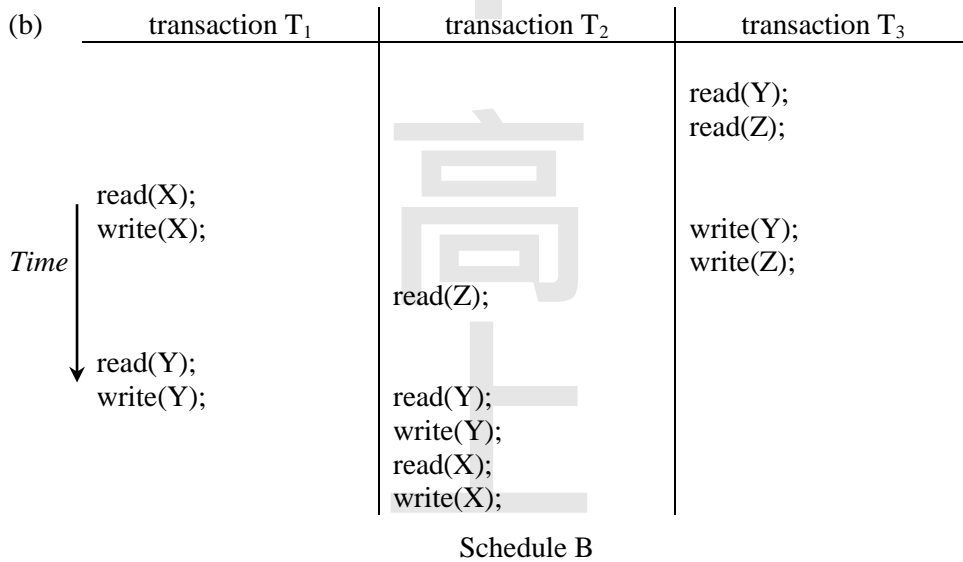 (b) transaction T₁ transaction T₂ transaction T₃
read(Y);
read(Z);
read(X);
write(X); write(Y);
Time write(Z);
read(Z);
read(Y);
write(Y); read(Y);
write(Y);
read(X);
write(X);
Schedule B
高上